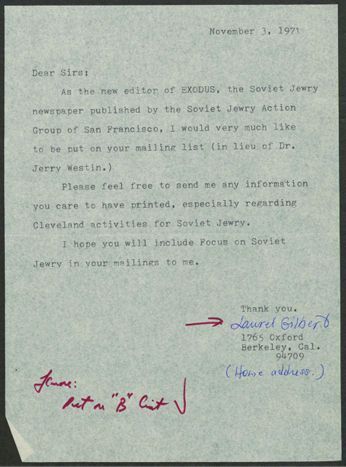 November 3, 1971
Dear Sirs;
As the new editor of EXODUS, the Soviet Jewry
newspaper published by the Soviet Jewry Action
Group of San Francisco, I would very much like
to be put on your mailing list (in lieu of Dr.
Jerry Westin.)
Please feel free to send me any information
you care to have printed, especially regarding
Cleveland activities for Soviet Jewry.
I hope you will include Focus on Soviet
Jewry in your mailings to me.
Thank you.
Laurel Gilbert
1765 Oxford
Berkeley, Cal.
94709
(Home address.)
Put on "B" List